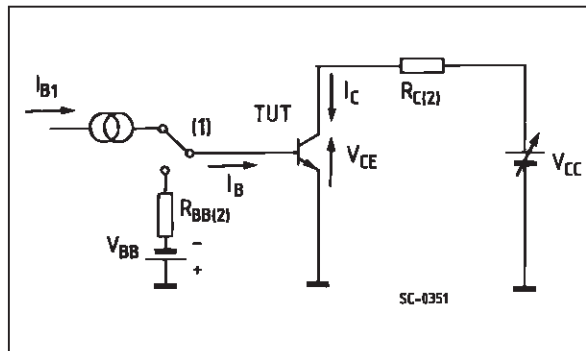 I_B1
(1)
TUT
I_C
R_C(2)
I_B
V_CE
V_CC
R_BB(2)
V_BB
−
+
SC-0351